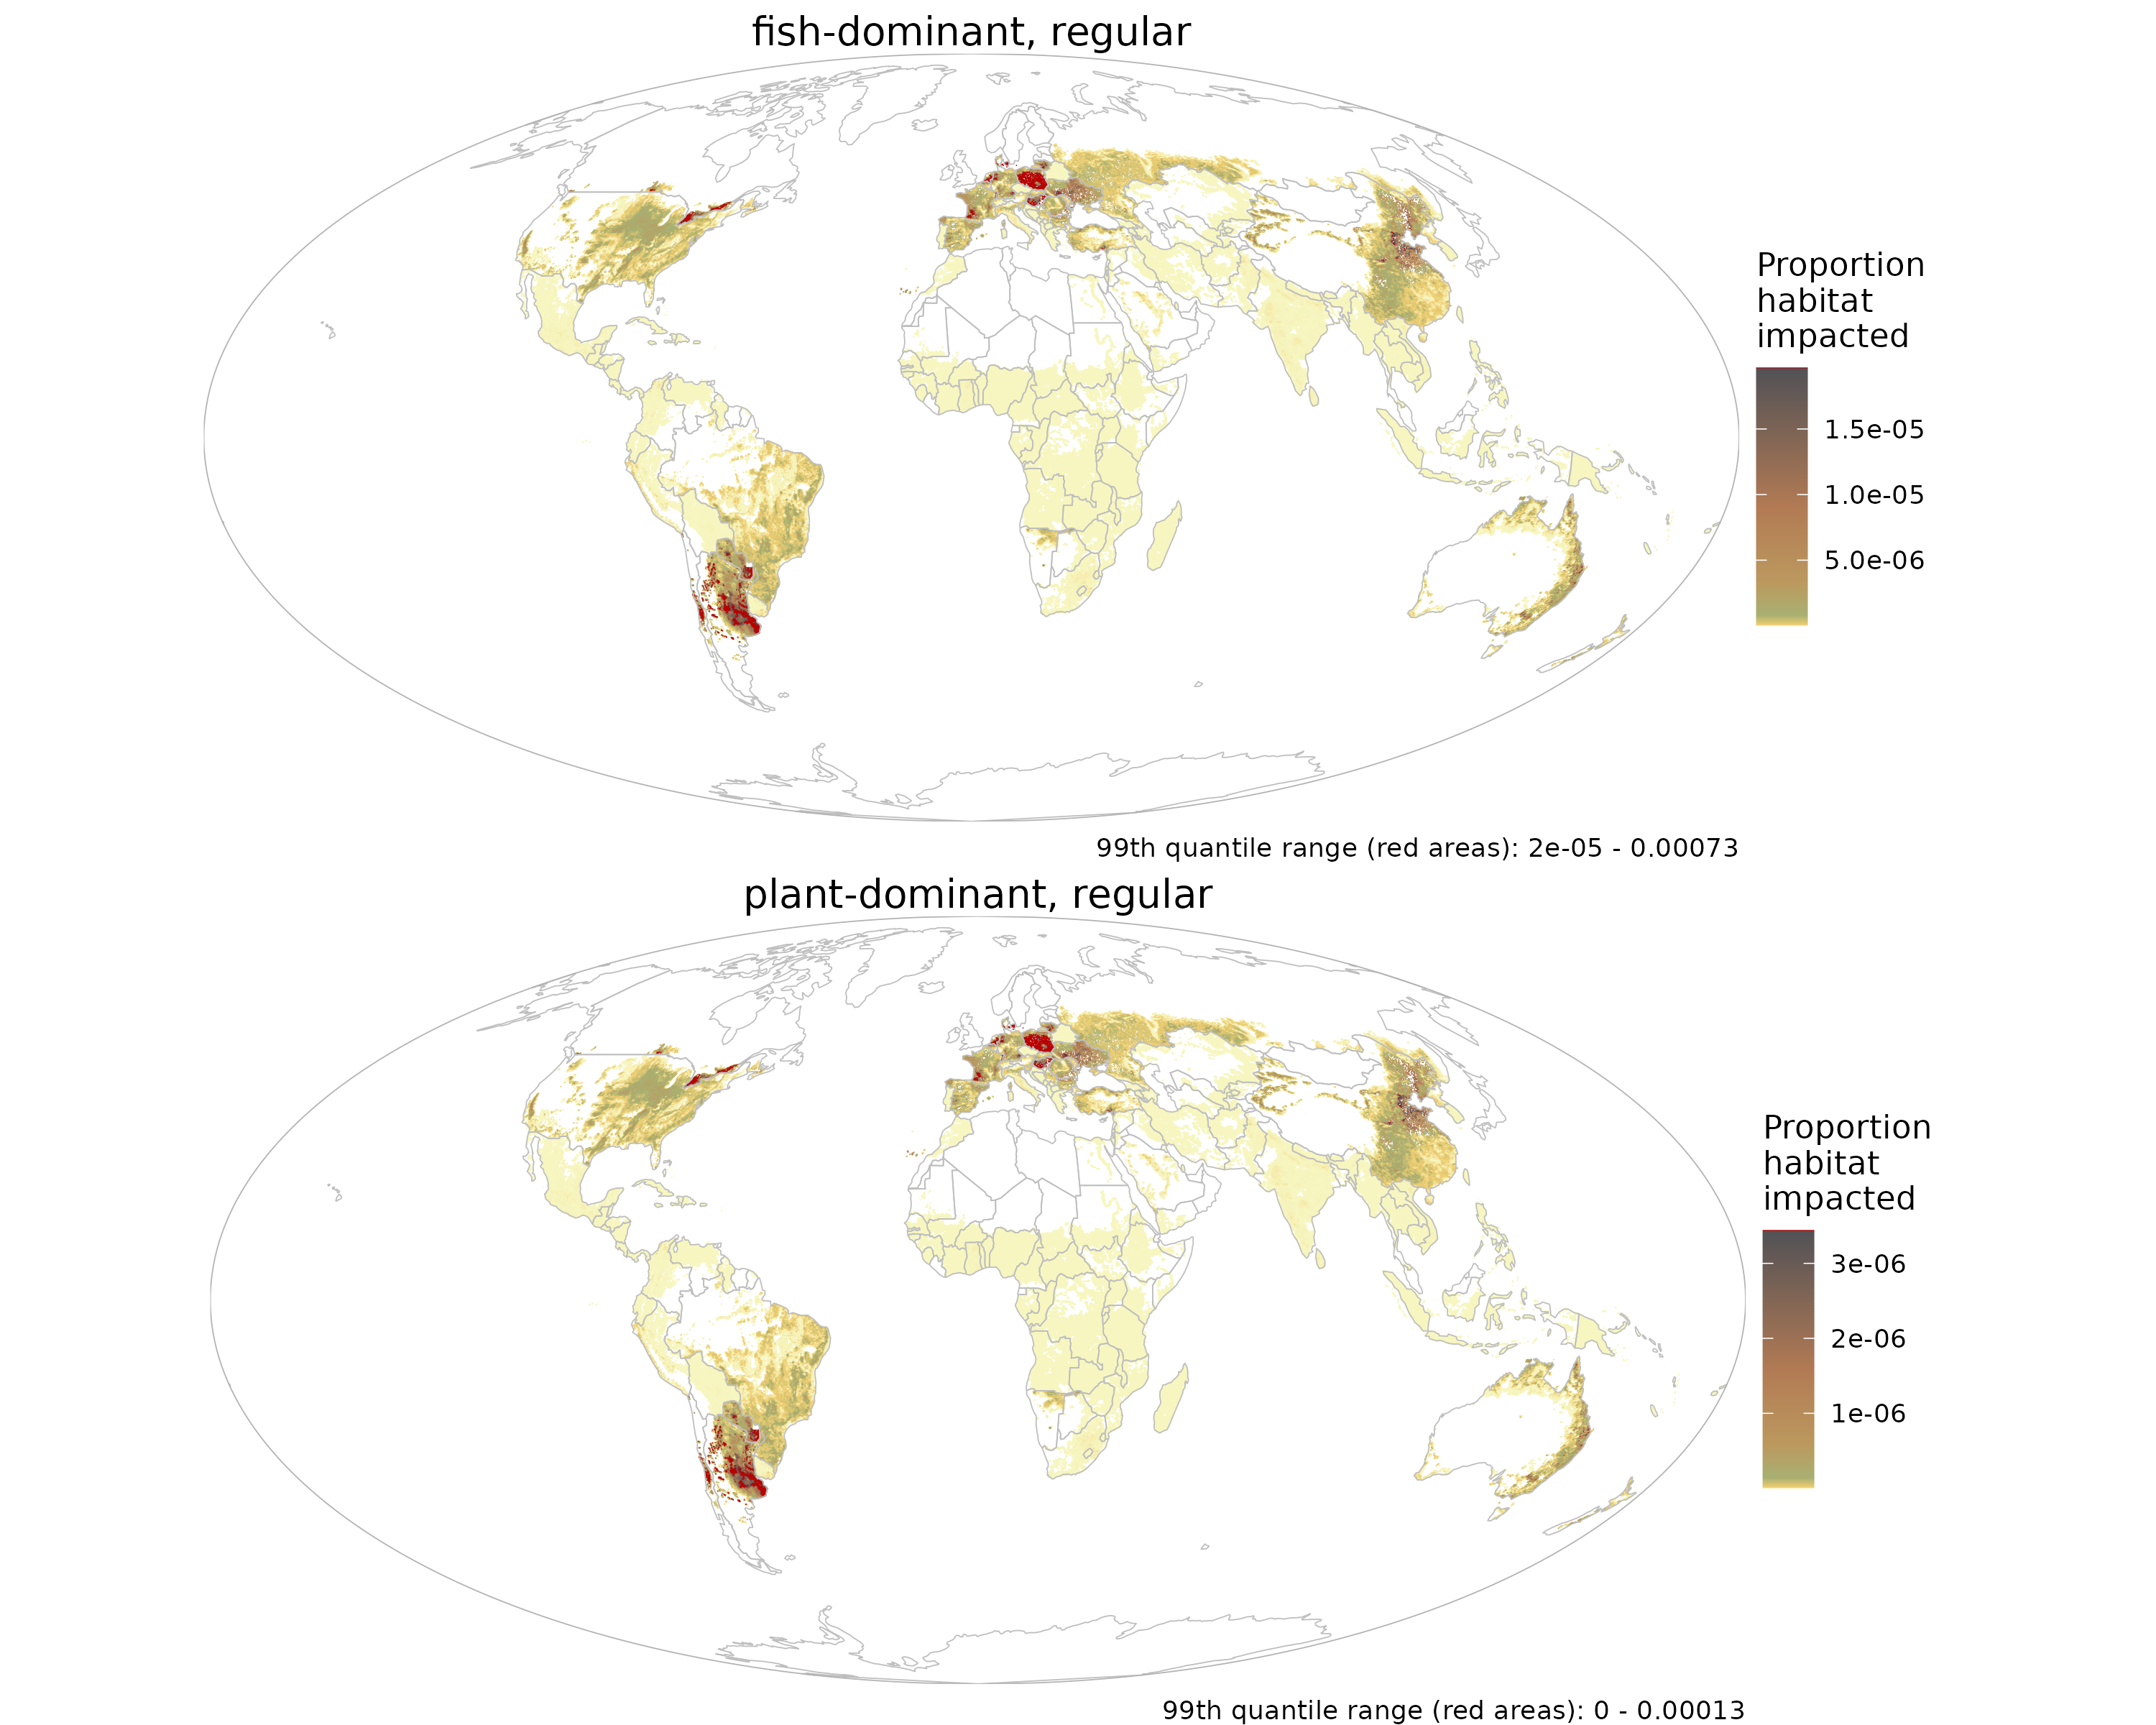 fish-dominant, regular
Proportion
habitat
impacted
1.5e-05
1.0e-05
5.0e-06
99th quantile range (red areas): 2e-05 - 0.00073
plant-dominant, regular
Proportion
habitat
impacted
3e-06
2e-06
1e-06
99th quantile range (red areas): 0 - 0.00013